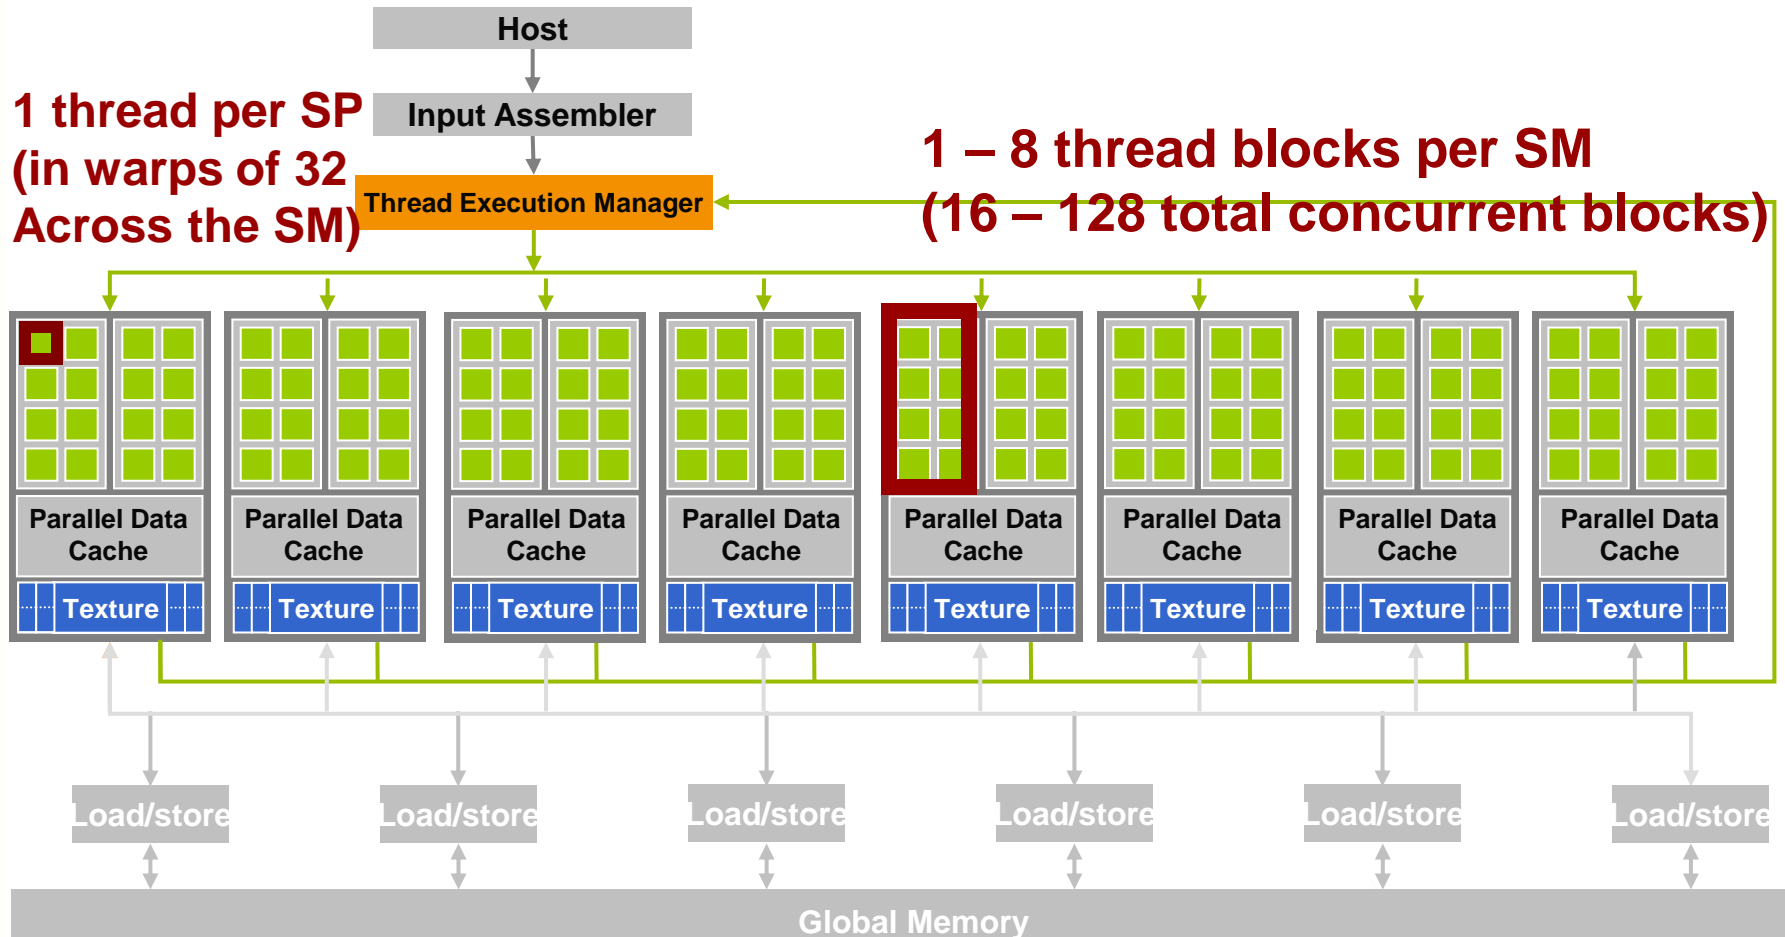 Host
1 thread per SP
(in warps of 32
Across the SM)
Input Assembler
1 – 8 thread blocks per SM
(16 – 128 total concurrent blocks)
Thread Execution Manager
Parallel Data
Cache
Parallel Data
Cache
Parallel Data
Cache
Parallel Data
Cache
Parallel Data
Cache
Parallel Data
Cache
Parallel Data
Cache
Parallel Data
Cache
Texture
Texture
Texture
Texture
Texture
Texture
Texture
Texture
Load/store
Load/store
Load/store
Load/store
Load/store
Load/store
Global Memory